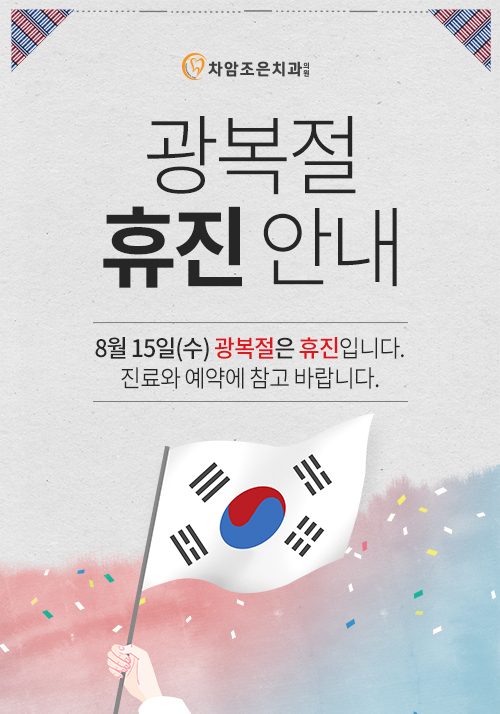 차암조은치과의원
광복절
휴진 안내
8월 15일(수) 광복절은 휴진입니다.
진료와 예약에 참고 바랍니다.